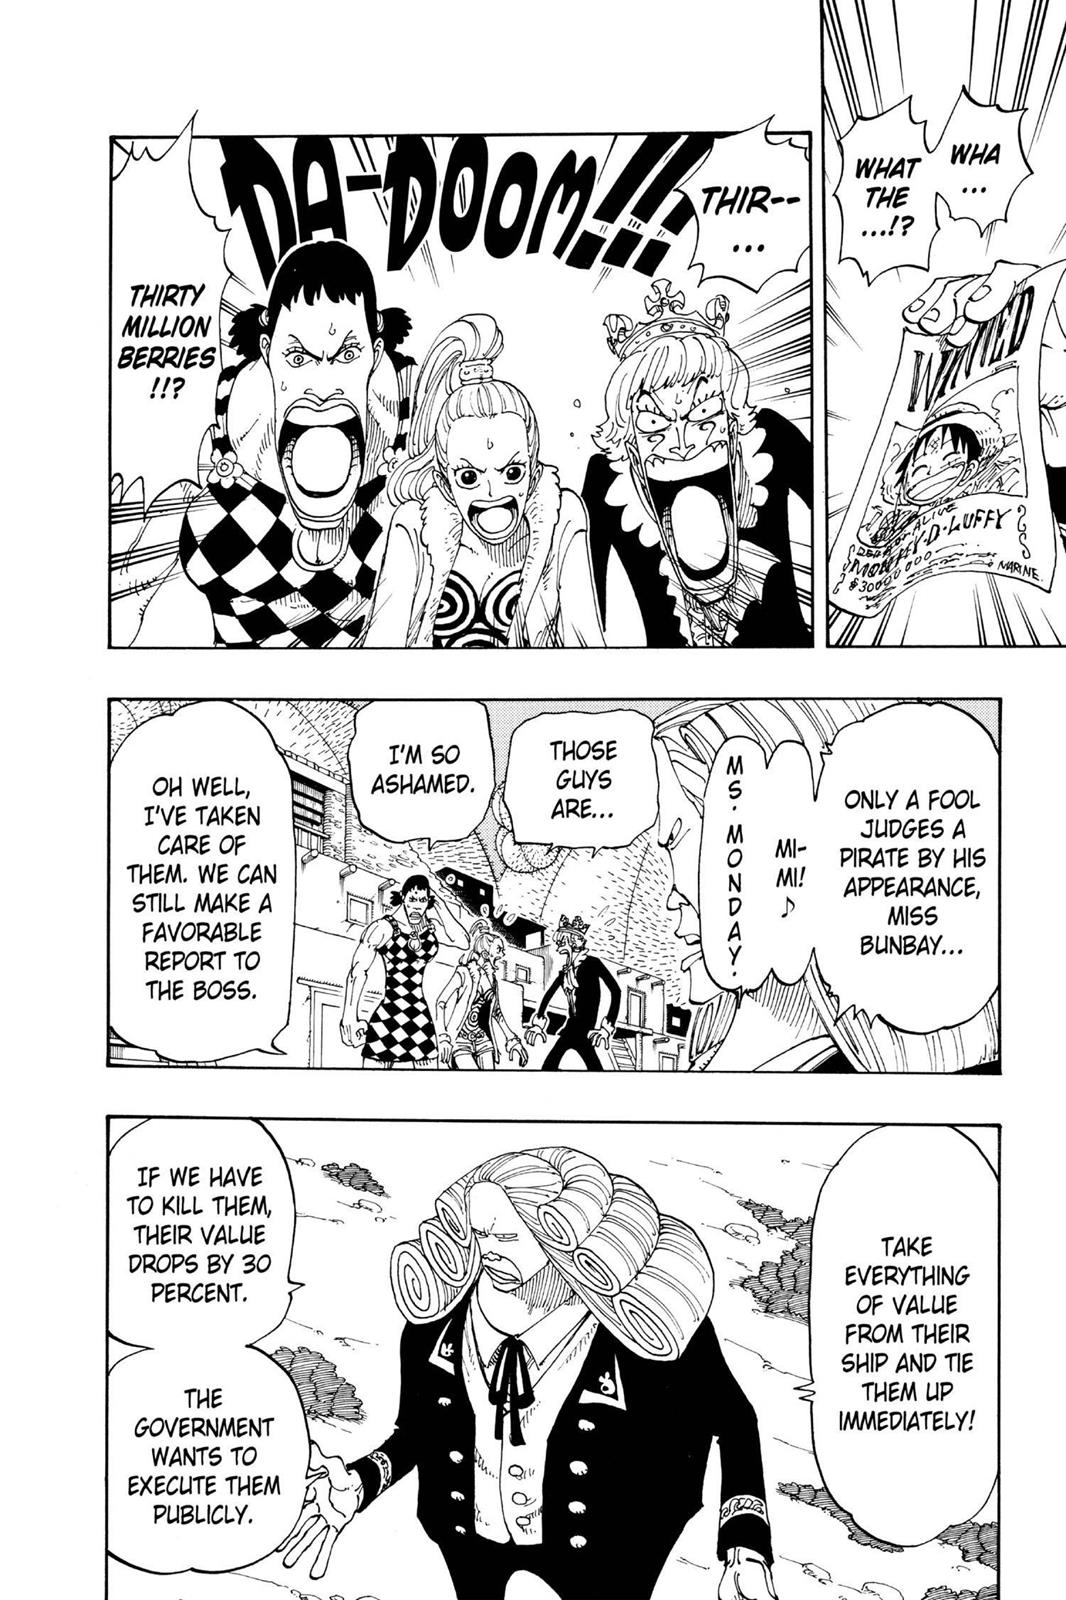 WHA
...
WHAT
THE
...!?
WANTED
DEAD OR ALIVE
MONKEY·D·LUFFY
$30000000
MARINE
THIR--
...
DA-DOOM!!!
THIRTY
MILLION
BERRIES
!!?
ONLY A FOOL
JUDGES A
PIRATE BY HIS
APPEARANCE,
MISS
BUNBAY...
MI-
MI! ♪
MS. MONDAY.
THOSE
GUYS
ARE...
I'M SO
ASHAMED.
OH WELL,
I'VE TAKEN
CARE OF
THEM. WE CAN
STILL MAKE A
FAVORABLE
REPORT TO
THE BOSS.
TAKE
EVERYTHING
OF VALUE
FROM THEIR
SHIP AND TIE
THEM UP
IMMEDIATELY!
IF WE HAVE
TO KILL THEM,
THEIR VALUE
DROPS BY 30
PERCENT.
THE
GOVERNMENT
WANTS TO
EXECUTE THEM
PUBLICLY.